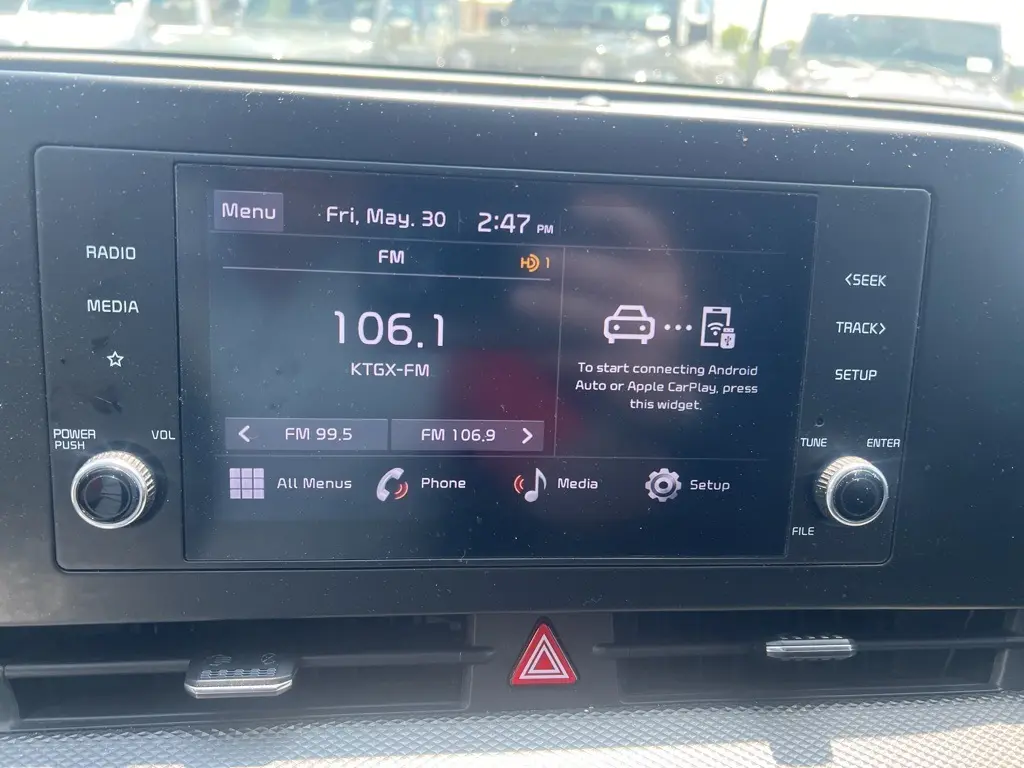 Menu
Fri, May. 30
2:47 PM
FM
HD 1
106.1
KTGX-FM
< FM 99.5
FM 106.9 >
To start connecting Android
Auto or Apple CarPlay, press
this widget.
All Menus
Phone
Media
Setup
RADIO
MEDIA
POWER
PUSH
VOL
<SEEK
TRACK>
SETUP
TUNE
ENTER
FILE